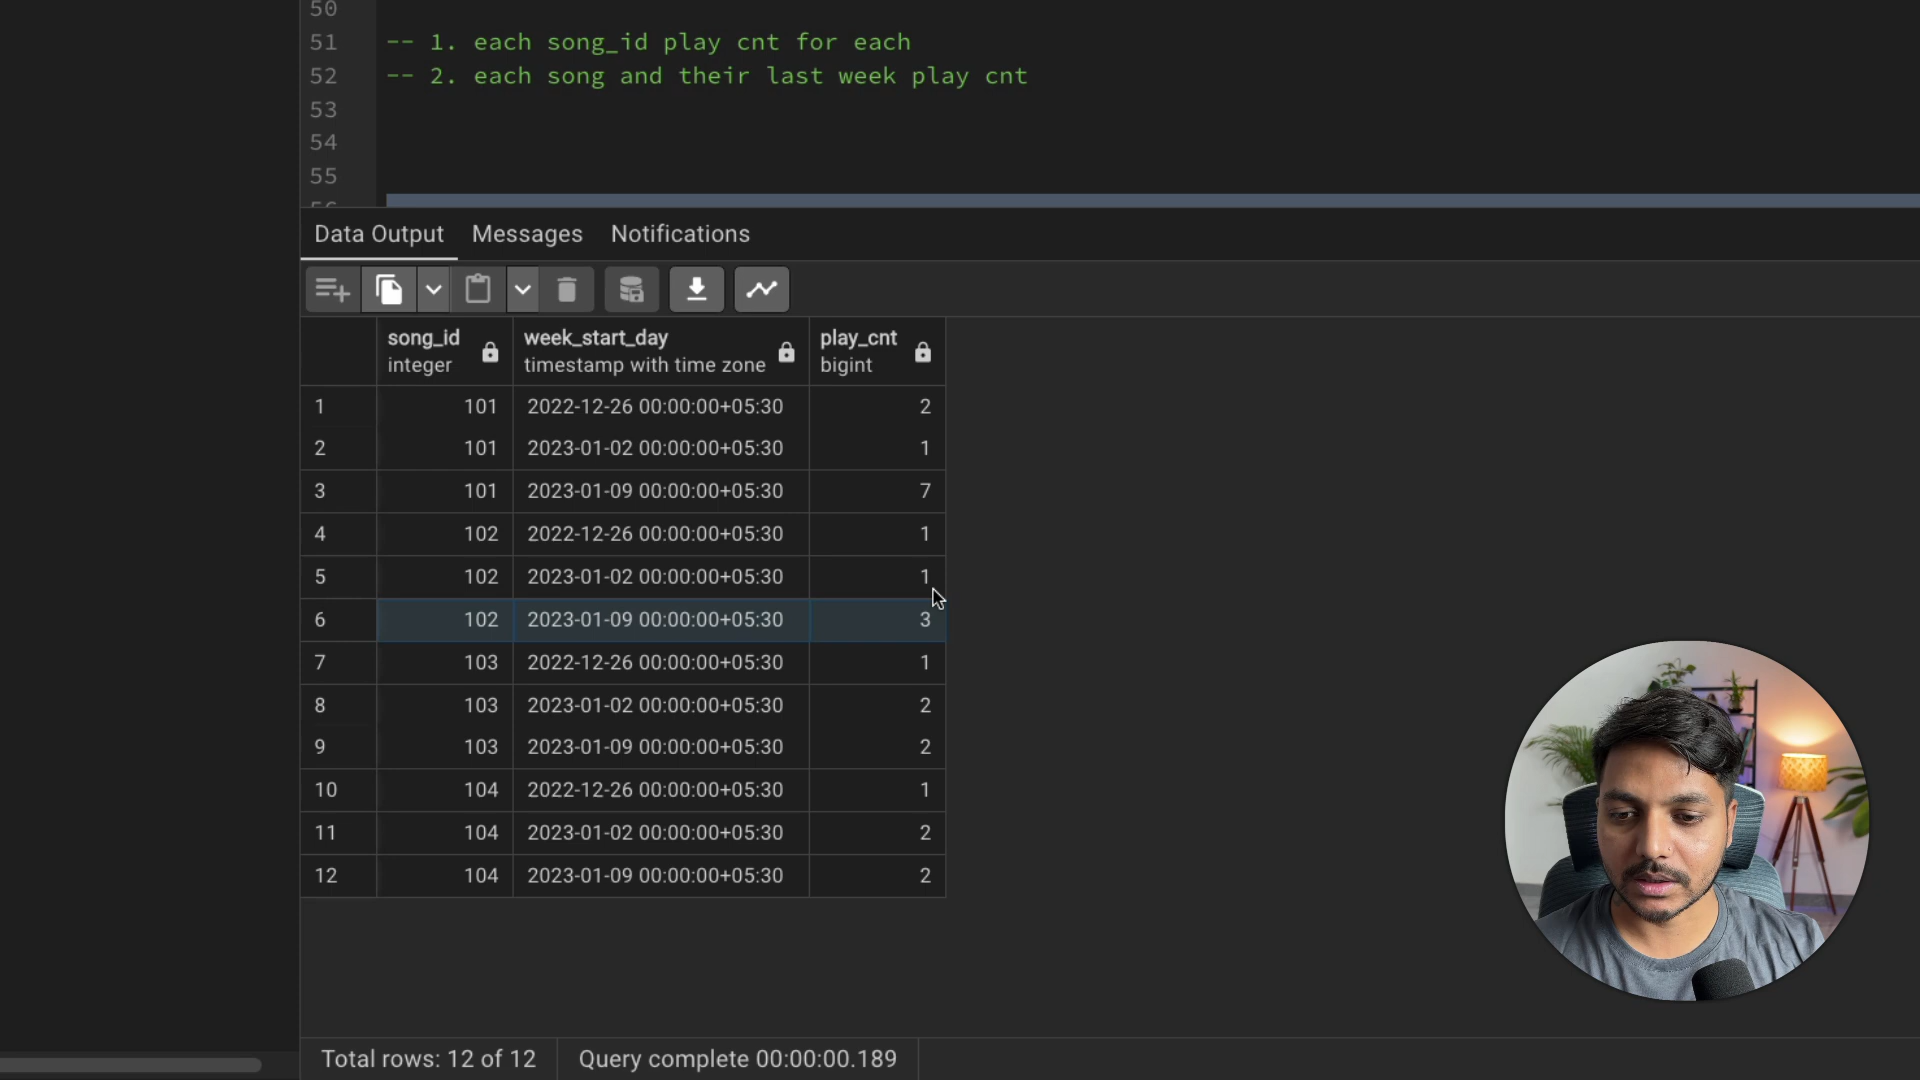 50
51 -- 1. each song_id play cnt for each
52 -- 2. each song and their last week play cnt
53
54
55
Data Output Messages Notifications
song_id week_start_day play_cnt
integer timestamp with time zone bigint
1 101 2022-12-26 00:00:00+05:30 2
2 101 2023-01-02 00:00:00+05:30 1
3 101 2023-01-09 00:00:00+05:30 7
4 102 2022-12-26 00:00:00+05:30 1
5 102 2023-01-02 00:00:00+05:30 1
6 102 2023-01-09 00:00:00+05:30 3
7 103 2022-12-26 00:00:00+05:30 1
8 103 2023-01-02 00:00:00+05:30 2
9 103 2023-01-09 00:00:00+05:30 2
10 104 2022-12-26 00:00:00+05:30 1
11 104 2023-01-02 00:00:00+05:30 2
12 104 2023-01-09 00:00:00+05:30 2
Total rows: 12 of 12 Query complete 00:00:00.189